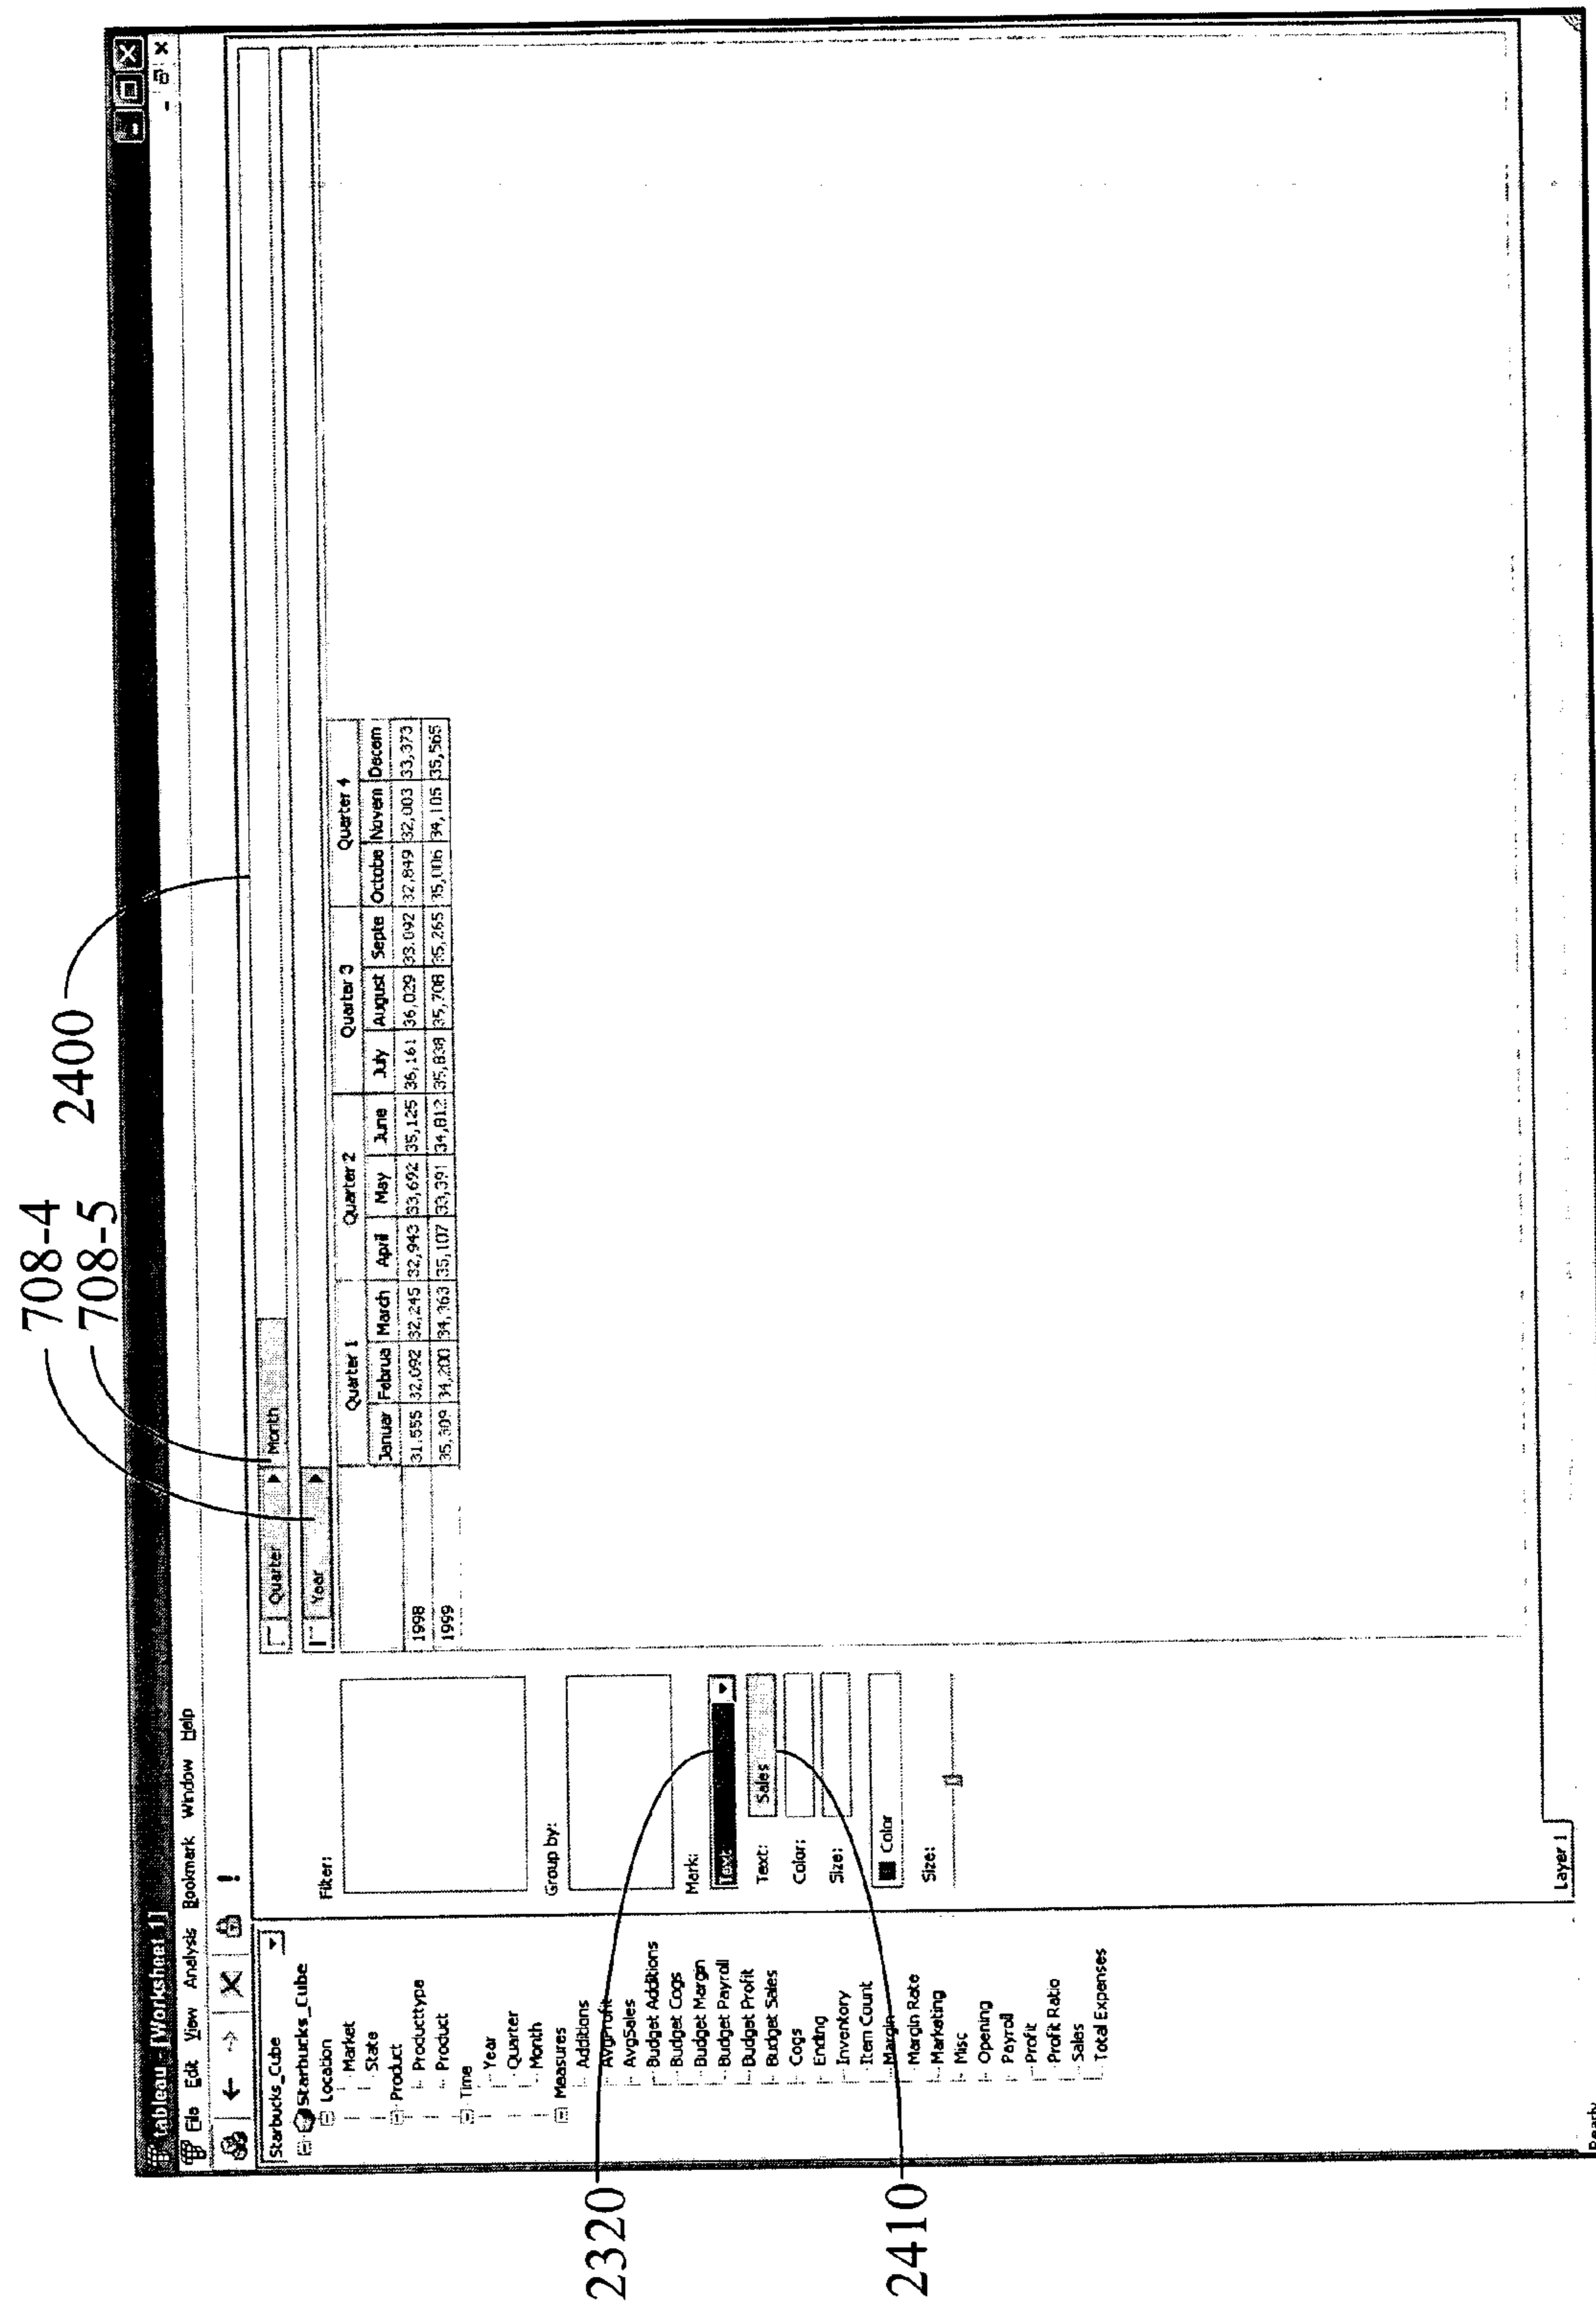 708-4
708-5
2400
tableau - [Worksheet 1]
File Edit View Analysis Bookmark Window Help
Starbucks_Cube
Starbucks_Cube
Location
Market
State
Product
Producttype
Product
Time
Year
Quarter
Month
Measures
Additions
AvgProfit
AvgSales
Budget Additions
Budget Cogs
Budget Margin
Budget Payroll
Budget Profit
Budget Sales
Cogs
Ending
Inventory
Item Count
Margin
Margin Rate
Marketing
Misc
Opening
Payroll
Profit
Profit Ratio
Sales
Total Expenses
Filter:
Group by:
Mark:
Text
Text: Sales
Color:
Size:
Color
Size:
Quarter Month
Year
Quarter 1 Quarter 2 Quarter 3 Quarter 4
Januar Februa March April May June July August Septe Octobe Novem Decem
1998 31,555 32,092 32,245 32,943 33,692 35,125 36,161 36,029 33,092 32,849 32,003 33,373
1999 35,309 34,200 34,363 35,107 33,391 34,812 35,838 35,708 35,265 35,006 34,105 35,565
Layer 1
Ready
2320
2410